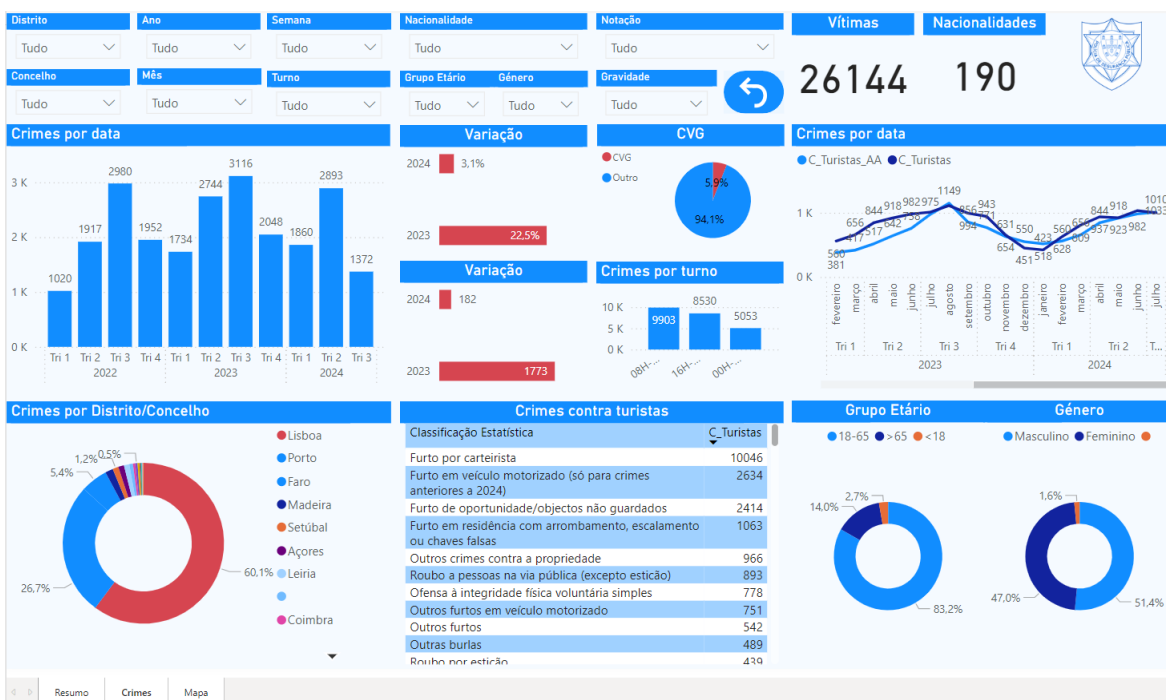 Distrito
Ano
Semana
Nacionalidade
Notação
Vítimas
Nacionalidades
Tudo
Tudo
Tudo
Tudo
Tudo
26144
190
Concelho
Mês
Turno
Grupo Etário
Género
Gravidade
Tudo
Tudo
Tudo
Tudo
Tudo
Tudo
Crimes por data
3 K
2 K
1 K
0 K
1020
1917
2980
1952
1734
2744
3116
2048
1860
2893
1372
Tri 1 Tri 2 Tri 3 Tri 4 Tri 1 Tri 2 Tri 3 Tri 4 Tri 1 Tri 2 Tri 3
2022
2023
2024
Variação
2024 3.1%
2023 22,5%
Variação
2024 182
2023 1773
CVG
CVG
Outro
5.9%
94.1%
Crimes por turno
10 K
5 K
0 K
9903
8530
5053
08H-...
16H-...
00H-...
Crimes por data
C_Turistas_AA C_Turistas
1 K
0 K
381
656
417
844
517
918
642
982
738
975
1149
856
994
943
771
631
654
550
451
423
518
560
628
656
609
844
937
918
923
982
1010
1033
fevereiro
março
abril
maio
junho
julho
agosto
setembro
outubro
novembro
dezembro
janeiro
fevereiro
março
abril
maio
junho
julho
Tri 1
Tri 2
Tri 3
Tri 4
Tri 1
Tri 2
T...
2023
2024
Crimes por Distrito/Concelho
60,1%
26,7%
5,4%
1,2%
0,5%
Lisboa
Porto
Faro
Madeira
Setúbal
Açores
Leiria
Coimbra
Crimes contra turistas
Classificação Estatística C_Turistas
Furto por carteirista 10046
Furto em veículo motorizado (só para crimes 2634
anteriores a 2024)
Furto de oportunidade/objectos não guardados 2414
Furto em residência com arrombamento, escalamento 1063
ou chaves falsas
Outros crimes contra a propriedade 966
Roubo a pessoas na via pública (excepto esticão) 893
Ofensa à integridade física voluntária simples 778
Outros furtos em veículo motorizado 751
Outros furtos 542
Outras burlas 489
Roubo por esticão 439
Grupo Etário
18-65 >65 <18
2.7%
14.0%
83.2%
Género
Masculino Feminino
1.6%
47.0%
51.4%
Resumo
Crimes
Mapa